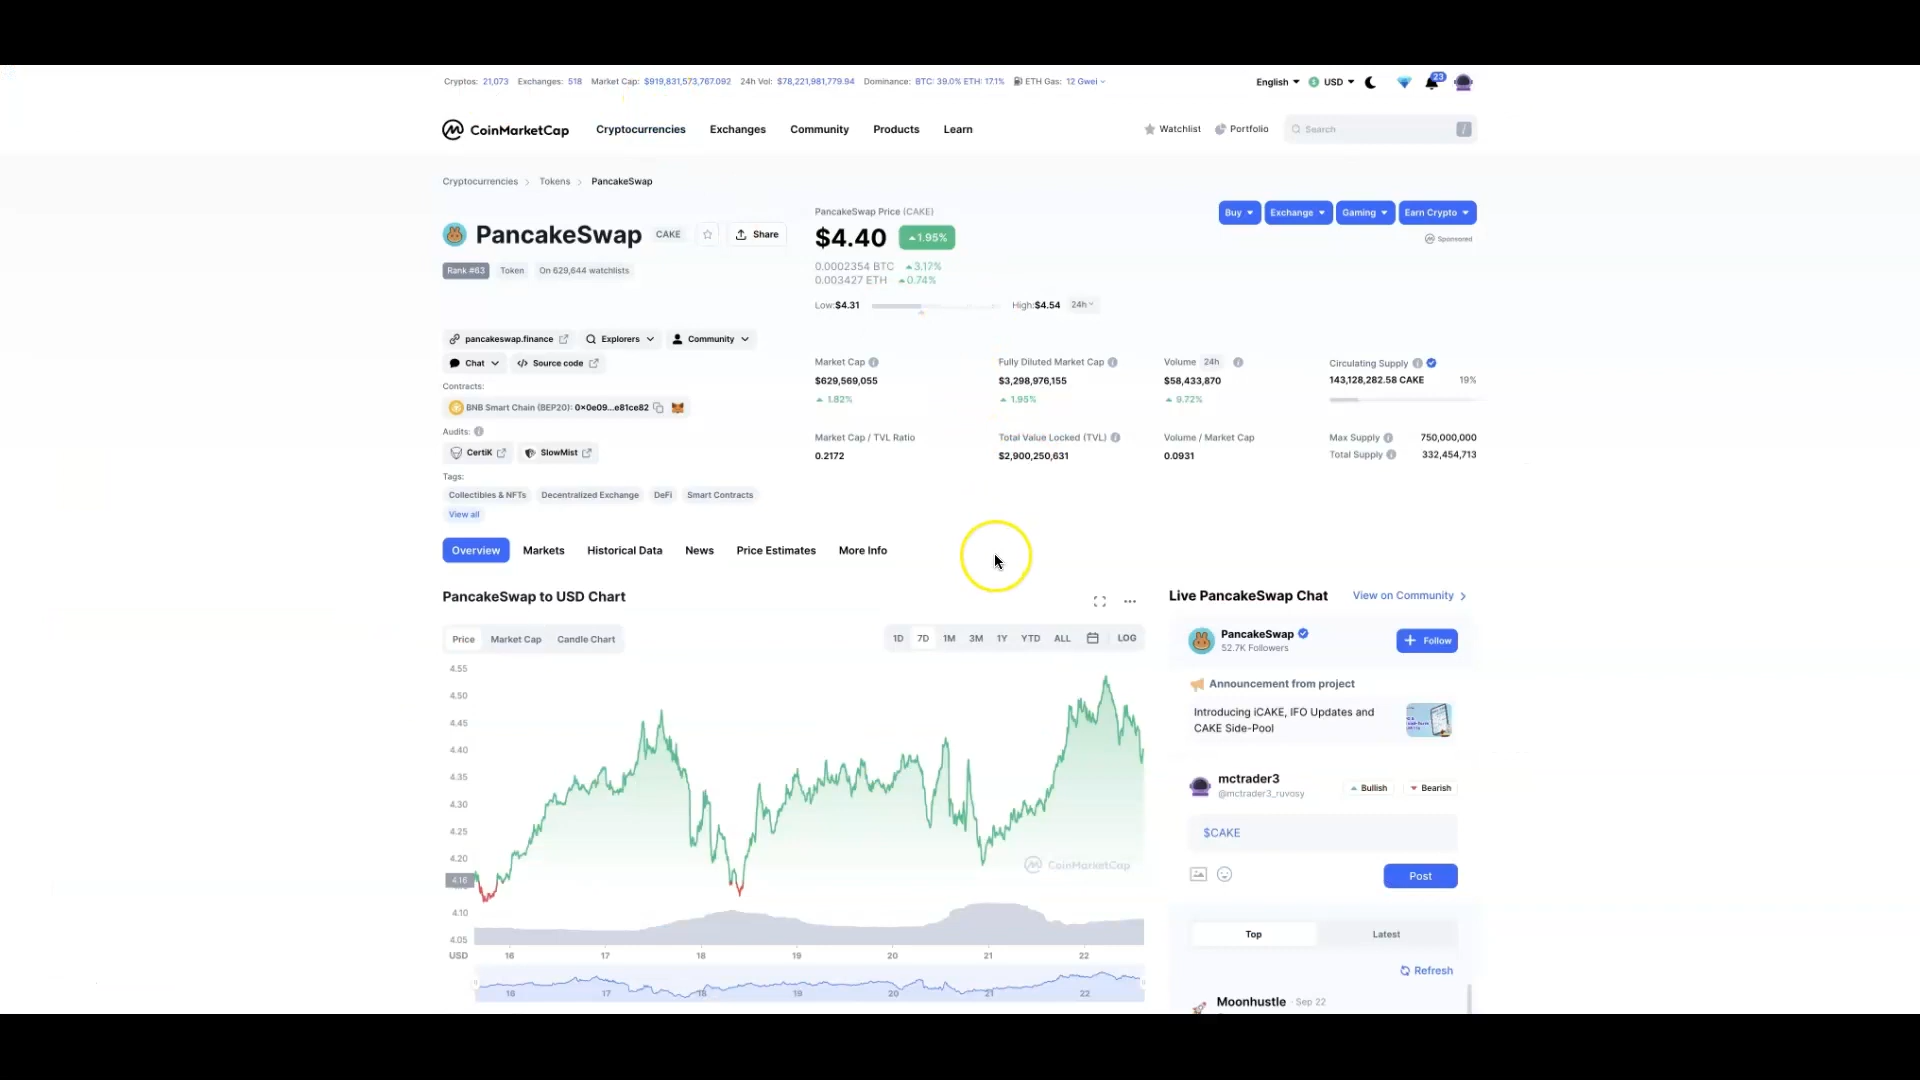 Cryptos: 21,073 Exchanges: 518 Market Cap: $919,831,573,767.092 24h Vol: $78,221,981,779.94 Dominance: BTC: 39.0% ETH: 17.1% ETH Gas: 12 Gwei
English USD 23
CoinMarketCap Cryptocurrencies Exchanges Community Products Learn Watchlist Portfolio Search /
Cryptocurrencies > Tokens > PancakeSwap
PancakeSwap CAKE Share
Rank #63 Token On 629,644 watchlists
PancakeSwap Price (CAKE)
$4.40 1.95%
0.0002354 BTC 3.17%
0.003427 ETH 0.74%
Low:$4.31 High:$4.54 24h
Buy Exchange Gaming Earn Crypto
Sponsored
pancakeswap.finance Explorers Community
Chat Source code
Contracts:
BNB Smart Chain (BEP20): 0x0e09...e81ce82
Audits:
CertiK SlowMist
Tags:
Collectibles & NFTs Decentralized Exchange DeFi Smart Contracts
View all
Market Cap
$629,569,055
1.82%
Fully Diluted Market Cap
$3,298,976,155
1.95%
Volume 24h
$58,433,870
9.72%
Circulating Supply
143,128,282.58 CAKE 19%
Market Cap / TVL Ratio
0.2172
Total Value Locked (TVL)
$2,900,250,631
Volume / Market Cap
0.0931
Max Supply 750,000,000
Total Supply 332,454,713
Overview Markets Historical Data News Price Estimates More Info
PancakeSwap to USD Chart
Price Market Cap Candle Chart 1D 7D 1M 3M 1Y YTD ALL LOG
4.55
4.50
4.45
4.40
4.35
4.30
4.25
4.20
4.16
4.10
4.05
CoinMarketCap
USD 16 17 18 19 20 21 22
16 17 18 19 20 21 22
Live PancakeSwap Chat View on Community >
PancakeSwap
52.7K Followers
+ Follow
Announcement from project
Introducing iCAKE, IFO Updates and
CAKE Side-Pool
mctrader3
@mctrader3_ruvosy
Bullish Bearish
$CAKE
Post
Top Latest
Refresh
Moonhustle · Sep 22